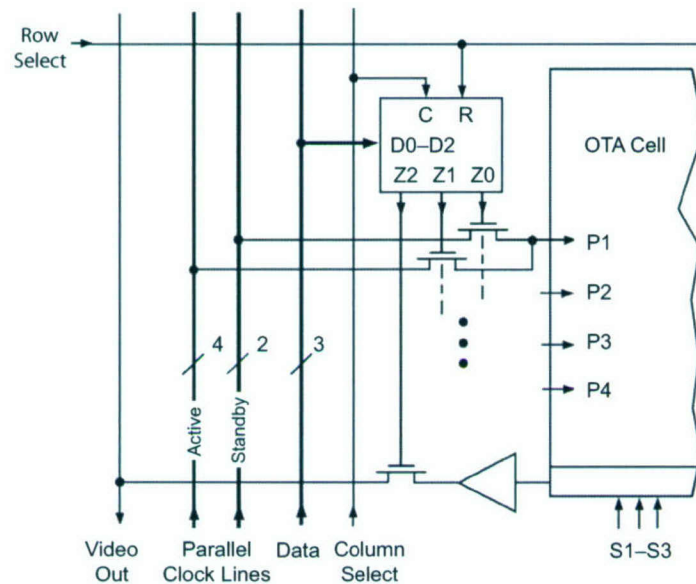 Row
Select
C R
D0–D2
Z2 Z1 Z0
OTA Cell
P1
P2
P3
P4
4 2 3
Active
Standby
Video
Out
Parallel
Clock Lines
Data
Column
Select
S1–S3